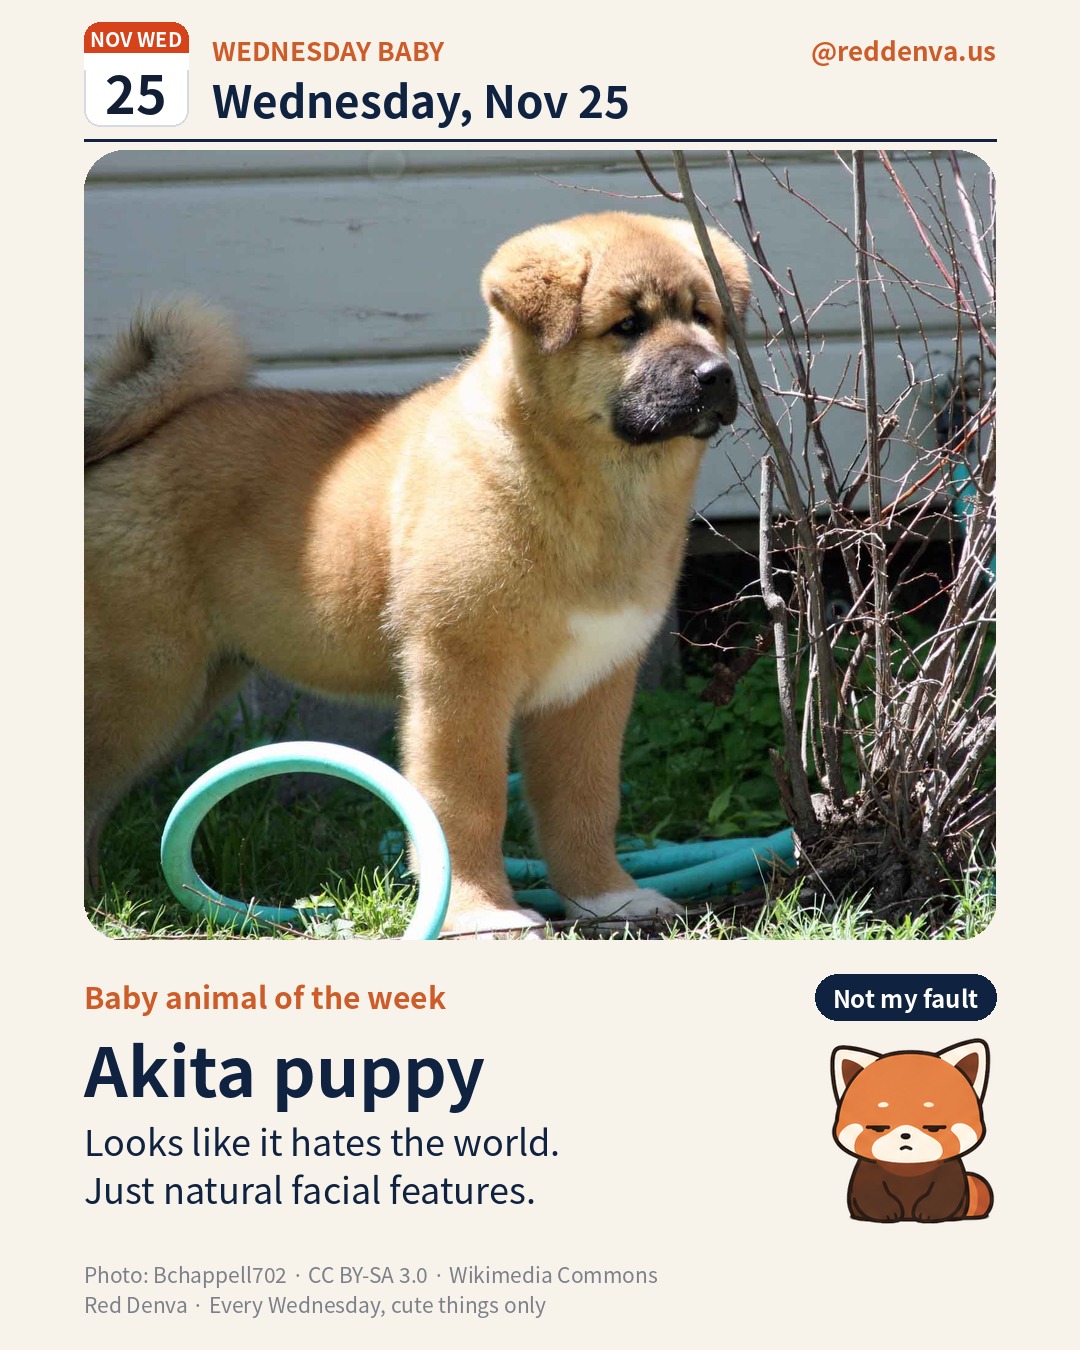 NOV WED
25
WEDNESDAY BABY
Wednesday, Nov 25
@reddenva.us
Baby animal of the week
Not my fault
Akita puppy
Looks like it hates the world.
Just natural facial features.
Photo: Bchappell702 · CC BY-SA 3.0 · Wikimedia Commons
Red Denva · Every Wednesday, cute things only